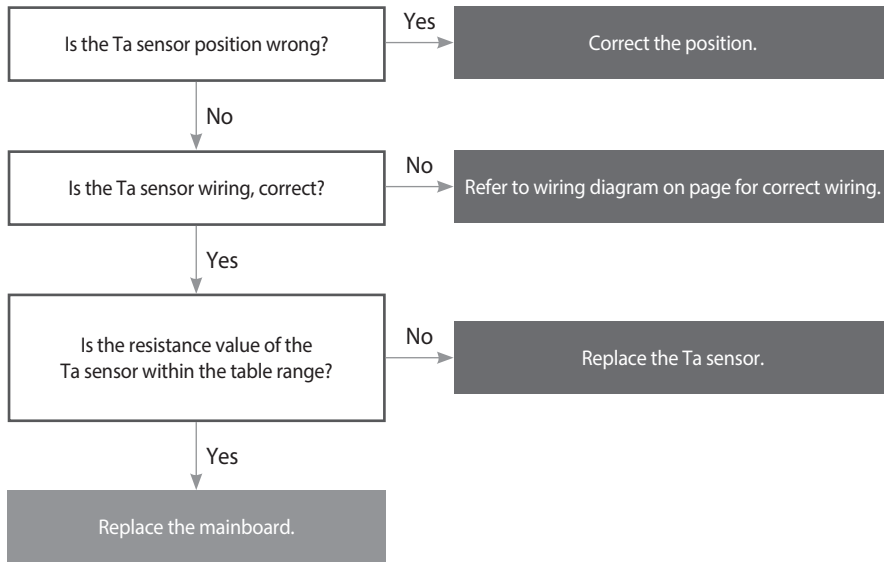 Is the Ta sensor position wrong?
Yes
Correct the position.
No
Is the Ta sensor wiring, correct?
No
Refer to wiring diagram on page for correct wiring.
Yes
Is the resistance value of the
Ta sensor within the table range?
No
Replace the Ta sensor.
Yes
Replace the mainboard.